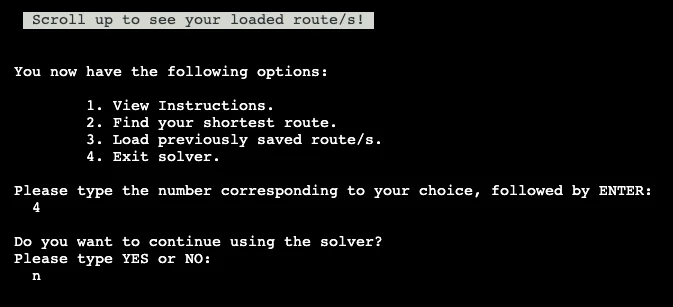 Scroll up to see your loaded route/s!
You now have the following options:
1. View Instructions.
2. Find your shortest route.
3. Load previously saved route/s.
4. Exit solver.
Please type the number corresponding to your choice, followed by ENTER:
4
Do you want to continue using the solver?
Please type YES or NO:
n